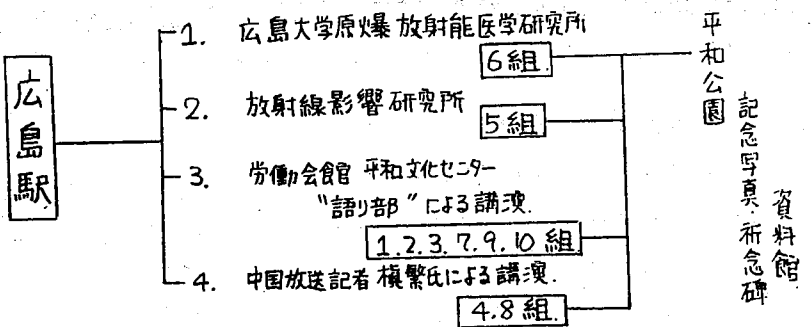 広島駅
1. 広島大学原爆放射能医学研究所
6組
2. 放射線影響研究所
5組
3. 労働会館 平和文化センター
"語り部"による講演
1.2.3.7.9.10組
4. 中国放送記者 槇繁氏による講演.
4.8組.
平和公園
記念写真・祈念碑
資料館